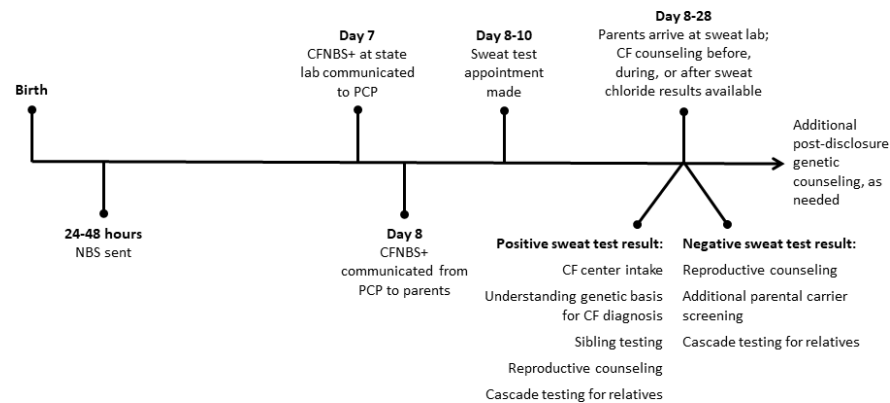 Birth
24-48 hours
NBS sent
Day 7
CFNBS+ at state
lab communicated
to PCP
Day 8
CFNBS+
communicated from
PCP to parents
Day 8-10
Sweat test
appointment
made
Day 8-28
Parents arrive at sweat lab;
CF counseling before,
during, or after sweat
chloride results available
Positive sweat test result:
CF center intake
Understanding genetic basis
for CF diagnosis
Sibling testing
Reproductive counseling
Cascade testing for relatives
Negative sweat test result:
Reproductive counseling
Additional parental carrier
screening
Cascade testing for relatives
Additional
post-disclosure
genetic
counseling, as
needed